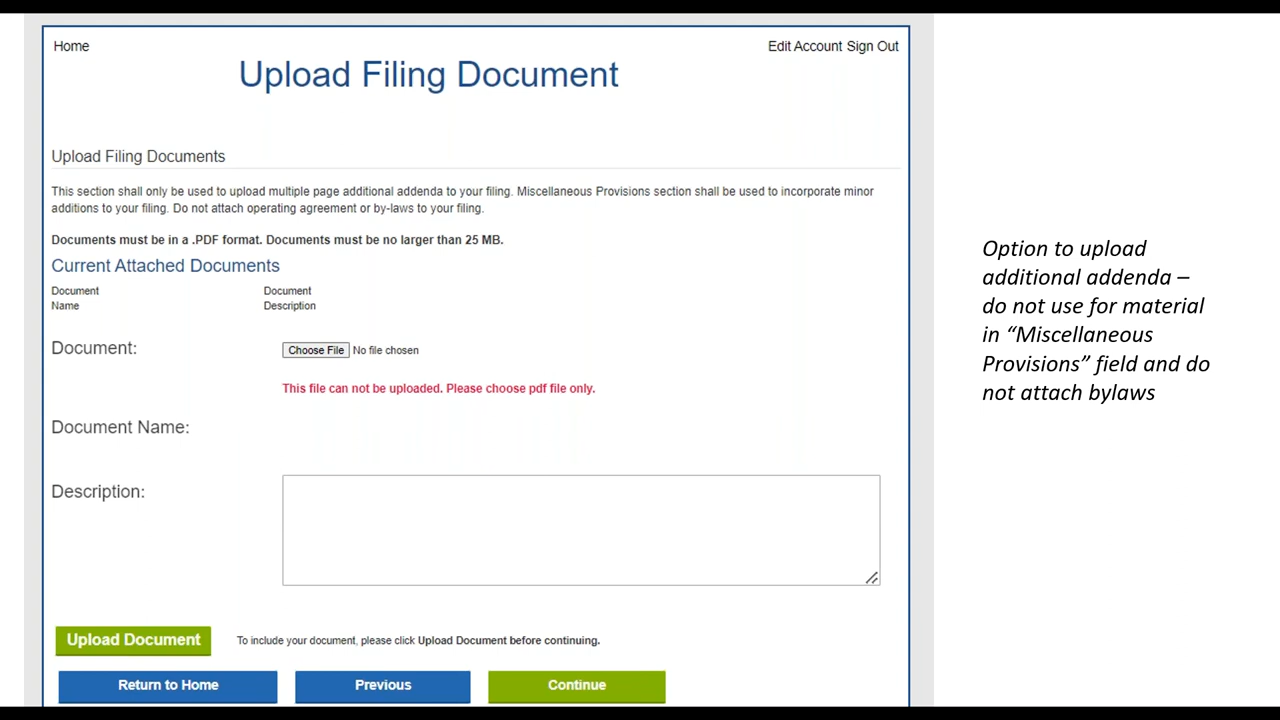 Home
Edit Account Sign Out
Upload Filing Document
Upload Filing Documents
This section shall only be used to upload multiple page additional addenda to your filing. Miscellaneous Provisions section shall be used to incorporate minor
additions to your filing. Do not attach operating agreement or by-laws to your filing.
Documents must be in a .PDF format. Documents must be no larger than 25 MB.
Current Attached Documents
Document
Name
Document
Description
Document:
Choose File No file chosen
This file can not be uploaded. Please choose pdf file only.
Document Name:
Description:
Upload Document
To include your document, please click Upload Document before continuing.
Return to Home
Previous
Continue
Option to upload
additional addenda –
do not use for material
in “Miscellaneous
Provisions” field and do
not attach bylaws